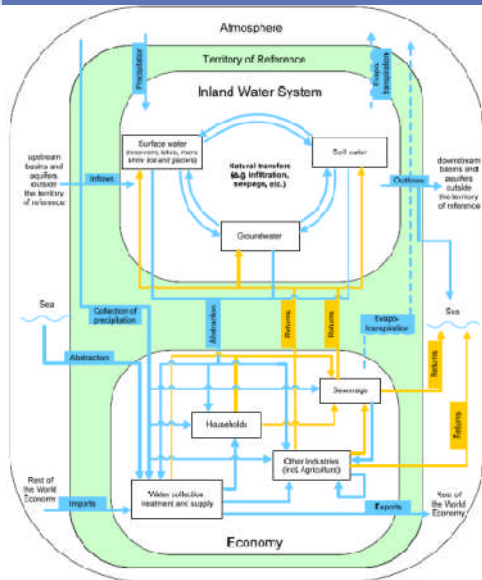 Atmosphere
Territory of Reference
Precipitation
Evapo-
transpiration
Inland Water System
Surface water
(reservoirs, lakes, rivers,
snow, ice and glaciers)
Soil water
Natural transfers
(e.g. infiltration,
seepage, etc.)
upstream
basins and
aquifers
outside
the territory
of reference
Inflows
Outflows
downstream
basins and
aquifers
outside
the territory
of reference
Groundwater
Sea
Collection of
precipitation
Abstraction
Returns
Returns
Evapo-
transpiration
Sea
Abstraction
Returns
Returns
Sewerage
Households
Other industries
(incl. Agriculture)
Rest of
the World
Economy
Imports
Water collection
treatment and supply
Exports
Rest of
the World
Economy
Economy